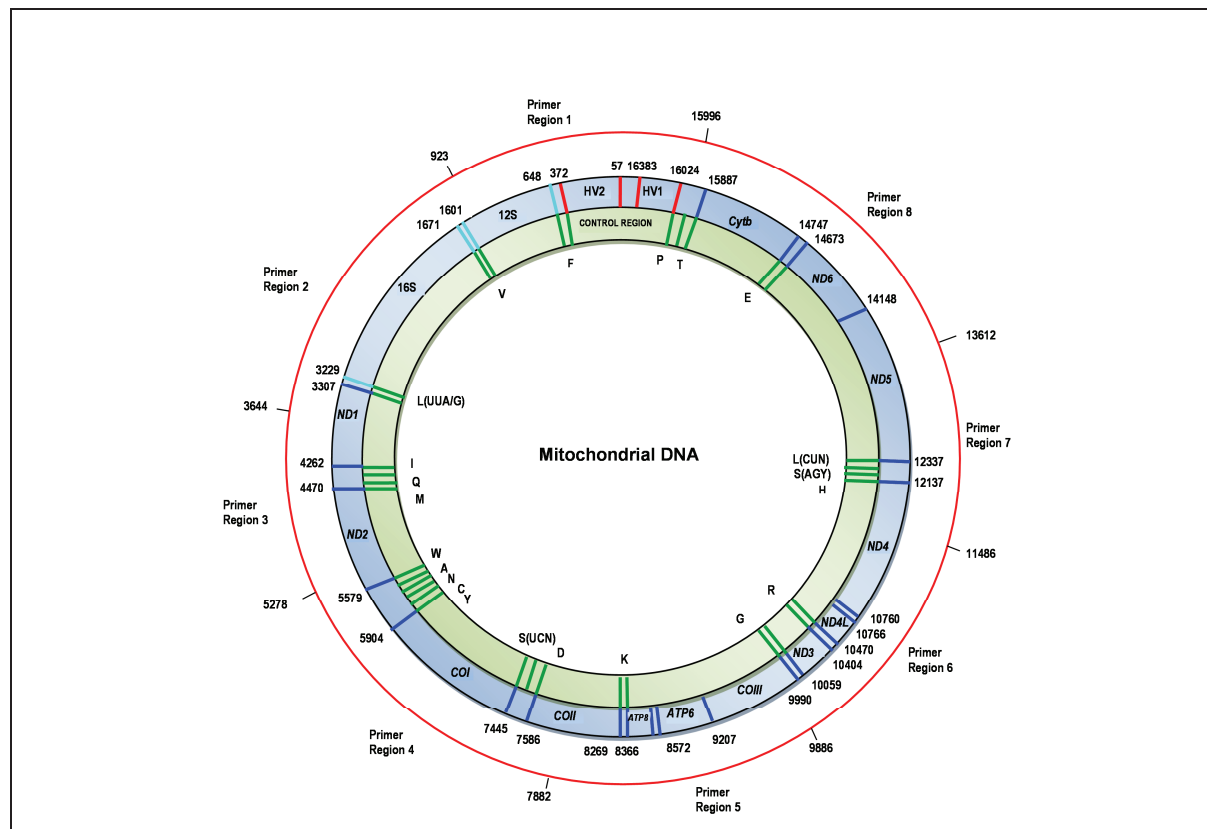 Primer
Region 1
15996
923
648
372
57
16383
16024
15887
HV2
HV1
12S
CONTROL REGION
Cytb
Primer
Region 8
1601
1671
14747
14673
F
P
T
E
V
ND6
14148
16S
Primer
Region 2
13612
3229
3307
ND5
L(UUA/G)
3644
ND1
Primer
Region 7
Mitochondrial DNA
L(CUN)
S(AGY)
H
12337
12137
4262
4470
I
Q
M
Primer
Region 3
ND2
ND4
11486
W
A
N
C
Y
5278
5579
5904
R
G
ND4L
ND3
10760
10766
10470
10404
10059
9990
Primer
Region 6
S(UCN)
D
K
COI
COII
ATP8
ATP6
COIII
7445
7586
8269
8366
8572
9207
9886
Primer
Region 4
7882
Primer
Region 5